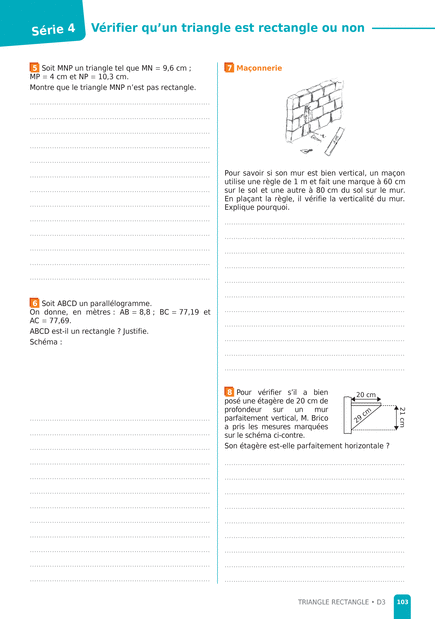 Série 4
Vérifier qu’un triangle est rectangle ou non
5 Soit MNP un triangle tel que MN = 9,6 cm ;
MP = 4 cm et NP = 10,3 cm.
Montre que le triangle MNP n’est pas rectangle.
6 Soit ABCD un parallélogramme.
On donne, en mètres : AB = 8,8 ; BC = 77,19 et
AC = 77,69.
ABCD est-il un rectangle ? Justifie.
Schéma :
7 Maçonnerie
Pour savoir si son mur est bien vertical, un maçon
utilise une règle de 1 m et fait une marque à 60 cm
sur le sol et une autre à 80 cm du sol sur le mur.
En plaçant la règle, il vérifie la verticalité du mur.
Explique pourquoi.
8 Pour vérifier s’il a bien
posé une étagère de 20 cm de
profondeur sur un mur
parfaitement vertical, M. Brico
a pris les mesures marquées
sur le schéma ci-contre.
20 cm
29 cm
21 cm
Son étagère est-elle parfaitement horizontale ?
TRIANGLE RECTANGLE • D3
103